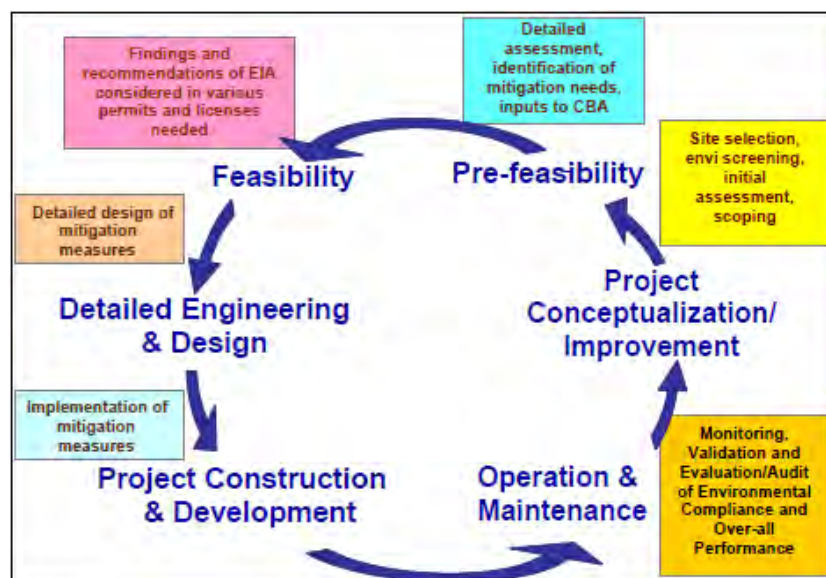 Findings and
recommendations of EIA
considered in various
permits and licenses
needed
Detailed
assessment,
identification of
mitigation needs,
inputs to CBA
Site selection,
envi screening,
initial
assessment,
scoping
Feasibility
Pre-feasibility
Detailed design of
mitigation
measures
Detailed Engineering
& Design
Project
Conceptualization/
Improvement
Implementation of
mitigation
measures
Project Construction
& Development
Operation &
Maintenance
Monitoring,
Validation and
Evaluation/Audit
of Environmental
Compliance and
Over-all
Performance